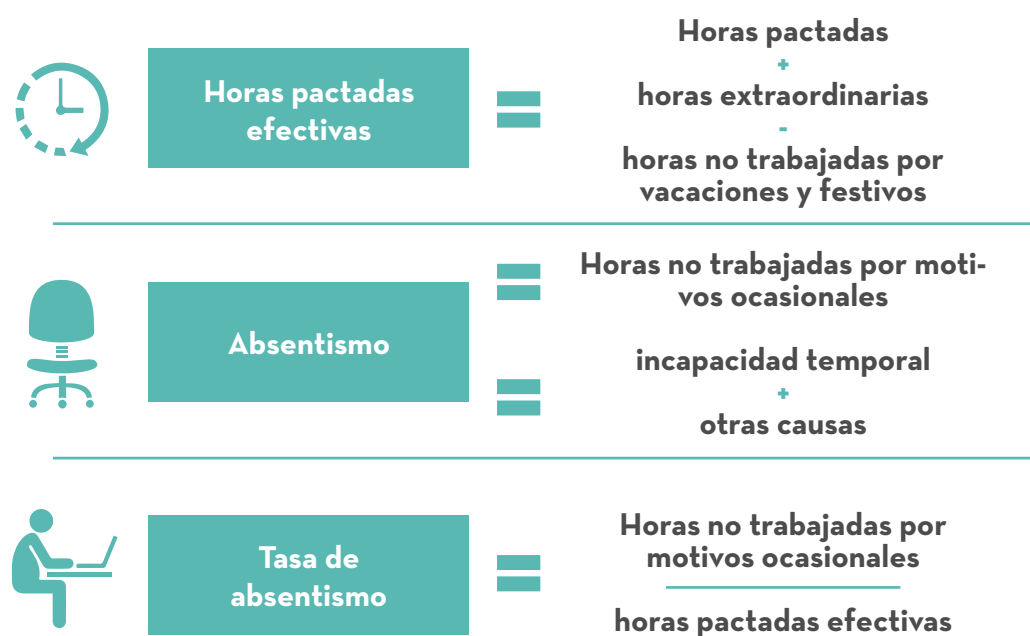 Horas pactadas
efectivas
=
Horas pactadas
+
horas extraordinarias
-
horas no trabajadas por
vacaciones y festivos
Absentismo
=
Horas no trabajadas por moti-
vos ocasionales
=
incapacidad temporal
+
otras causas
Tasa de
absentismo
=
Horas no trabajadas por
motivos ocasionales
horas pactadas efectivas